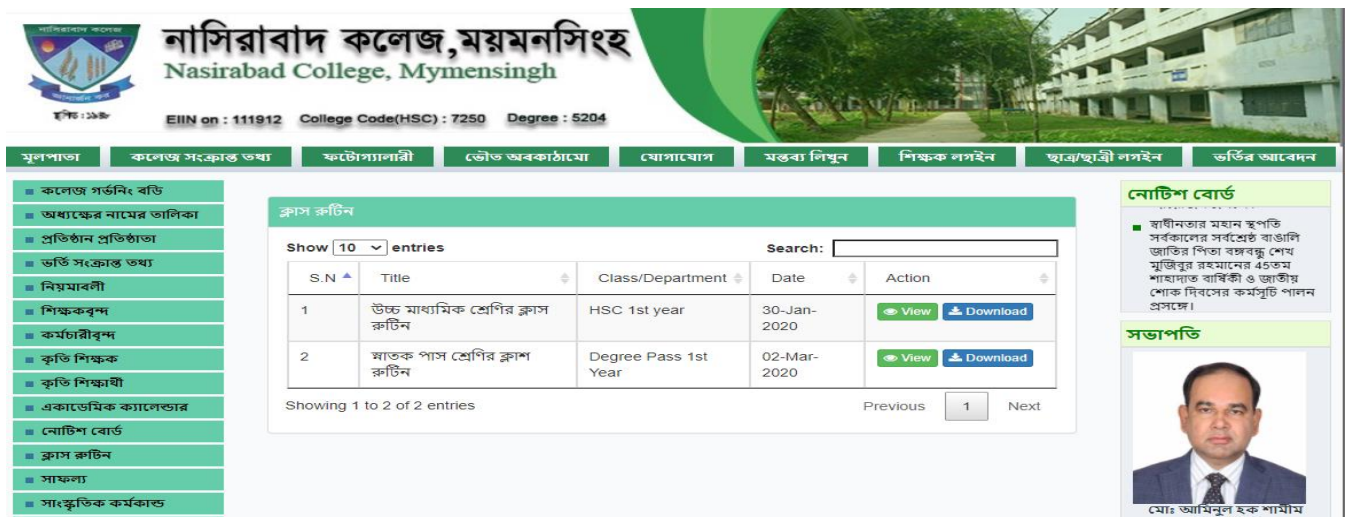 নাসিরাবাদ কলেজ
নাসিরাবাদ কলেজ,ময়মনসিংহ
Nasirabad College, Mymensingh
EIIN on : 111912 College Code(HSC) : 7250 Degree : 5204
মূলপাতা কলেজ সংক্রান্ত তথ্য ফটোগ্যালারী ভৌত অবকাঠামো যোগাযোগ মন্তব্য লিখুন শিক্ষক লগইন ছাত্র/ছাত্রী লগইন ভর্তির আবেদন
কলেজ গর্ভনিং বডি
অধ্যক্ষের নামের তালিকা
প্রতিষ্ঠান প্রতিষ্ঠাতা
ভর্তি সংক্রান্ত তথ্য
নিয়মাবলী
শিক্ষকবৃন্দ
কর্মচারীবৃন্দ
কৃতি শিক্ষক
কৃতি শিক্ষার্থী
একাডেমিক ক্যালেন্ডার
নোটিশ বোর্ড
ক্লাস রুটিন
সাফল্য
সাংস্কৃতিক কর্মকান্ড
ক্লাস রুটিন
Show 10 entries Search:
S.N Title Class/Department Date Action
1 উচ্চ মাধ্যমিক শ্রেণির ক্লাস HSC 1st year 30-Jan- View Download
রুটিন 2020
2 স্নাতক পাস শ্রেণির ক্লাশ Degree Pass 1st 02-Mar- View Download
রুটিন Year 2020
Showing 1 to 2 of 2 entries Previous 1 Next
নোটিশ বোর্ড
স্বাধীনতার মহান স্থপতি
সর্বকালের সর্বশ্রেষ্ঠ বাঙালি
জাতির পিতা বঙ্গবন্ধু শেখ
মুজিবুর রহমানের 45তম
শাহাদাত বার্ষিকী ও জাতীয়
শোক দিবসের কর্মসূচি পালন
প্রসঙ্গে।
সভাপতি
মোঃ আমিনুল হক শামীম